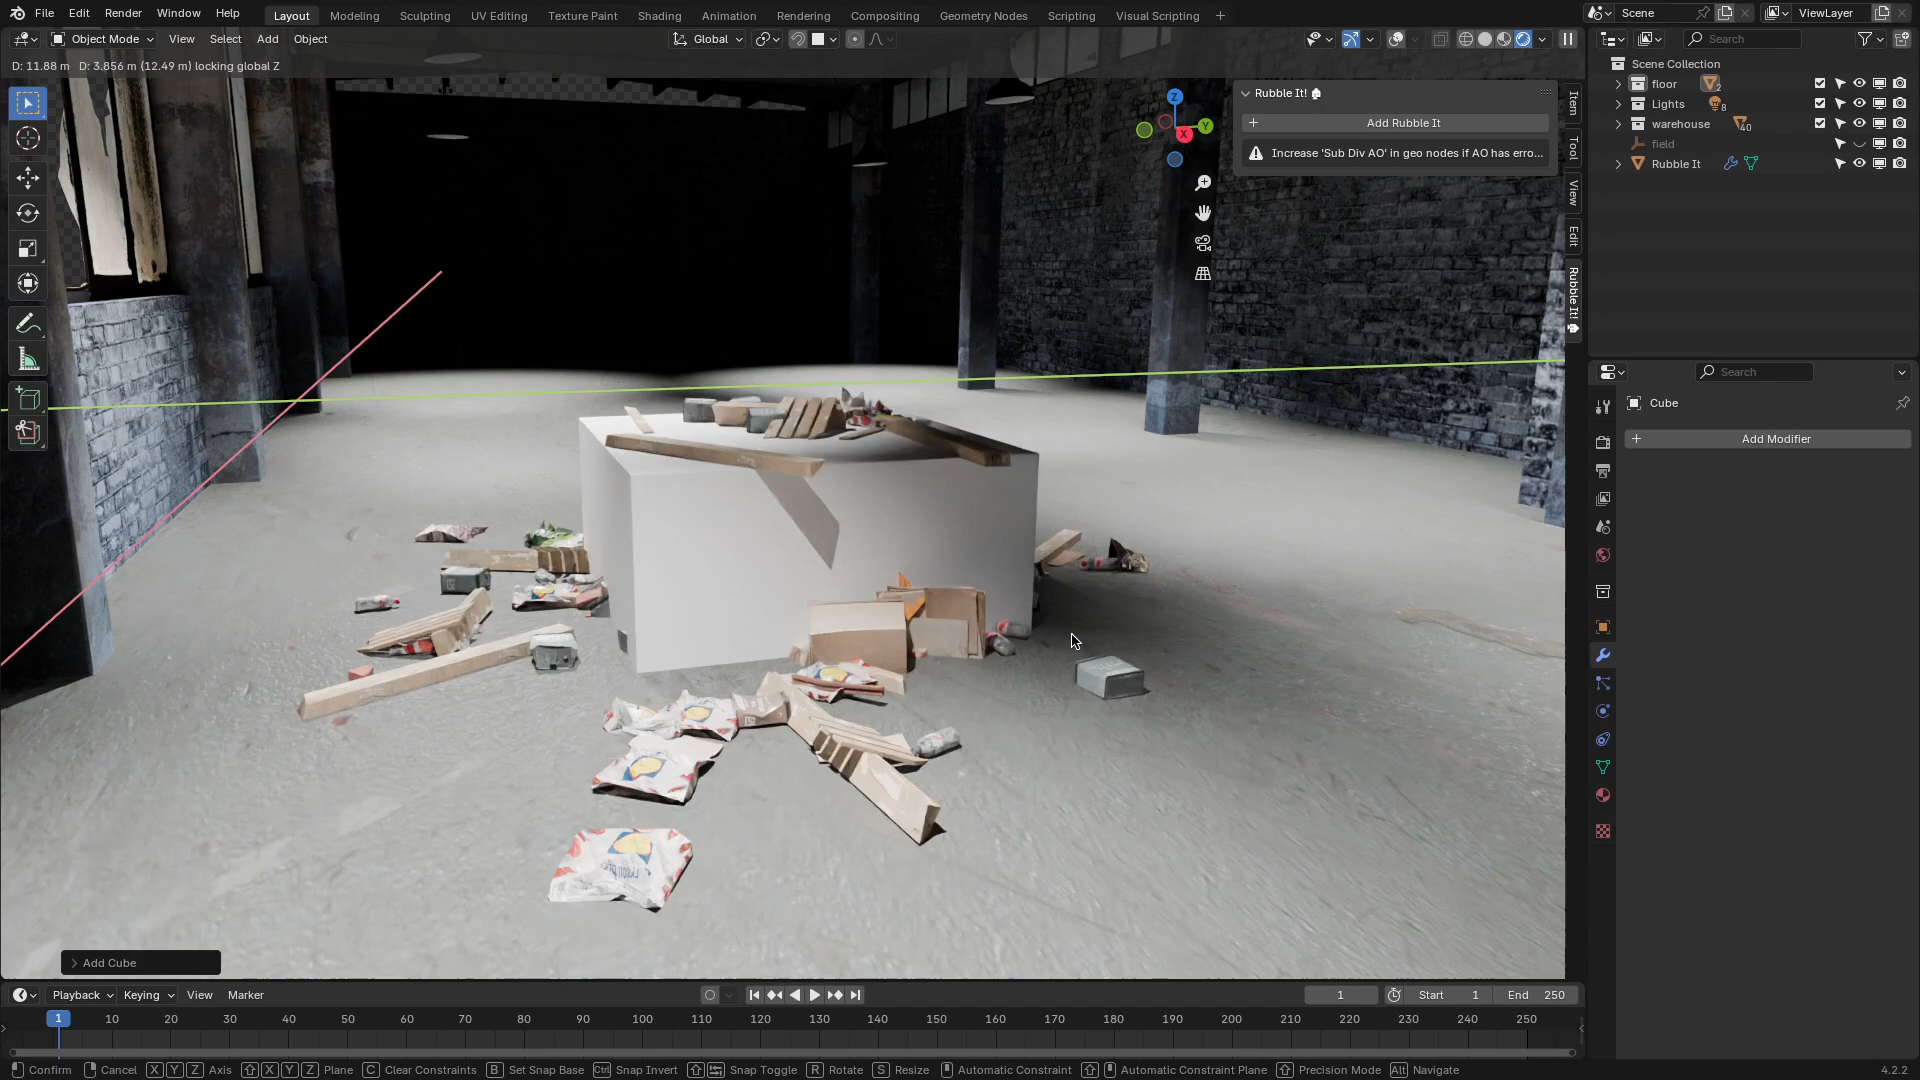 File Edit Render Window Help Layout Modeling Sculpting UV Editing Texture Paint Shading Animation Rendering Compositing Geometry Nodes Scripting Visual Scripting + Scene ViewLayer
Object Mode View Select Add Object Global Search
D: 11.88 m D: 3.856 m (12.49 m) locking global Z
Scene Collection
floor 2
Lights 8
warehouse 40
field
Rubble It
Rubble It!
Add Rubble It
Increase 'Sub Div AO' in geo nodes if AO has erro...
Z
Y
X
Item
Tool
View
Edit
Rubble It!
Search
Cube
Add Modifier
Add Cube
Playback Keying View Marker 1 Start 1 End 250
1 10 20 30 40 50 60 70 80 90 100 110 120 130 140 150 160 170 180 190 200 210 220 230 240 250
Confirm Cancel X Y Z Axis X Y Z Plane C Clear Constraints B Set Snap Base Ctrl Snap Invert Snap Toggle R Rotate S Resize Automatic Constraint Automatic Constraint Plane Precision Mode Alt Navigate 4.2.2